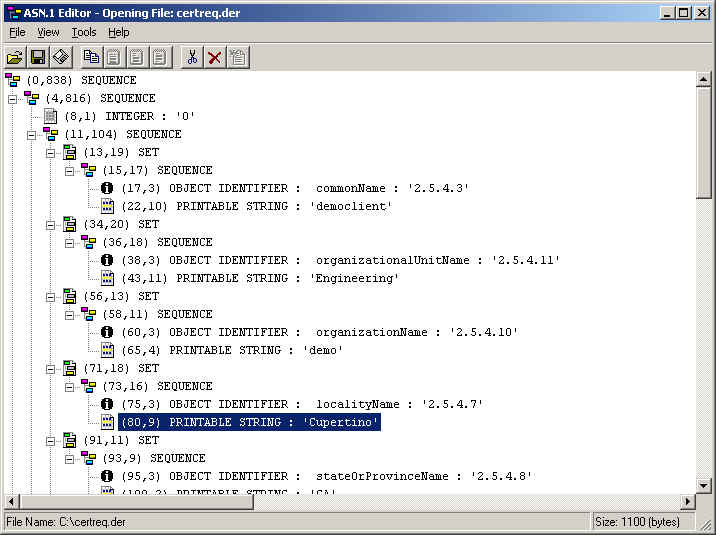 ASN.1 Editor - Opening File: certreq.der
File View Tools Help
(0,838) SEQUENCE
(4,816) SEQUENCE
(8,1) INTEGER : '0'
(11,104) SEQUENCE
(13,19) SET
(15,17) SEQUENCE
(17,3) OBJECT IDENTIFIER : commonName : '2.5.4.3'
(22,10) PRINTABLE STRING : 'democlient'
(34,20) SET
(36,18) SEQUENCE
(38,3) OBJECT IDENTIFIER : organizationalUnitName : '2.5.4.11'
(43,11) PRINTABLE STRING : 'Engineering'
(56,13) SET
(58,11) SEQUENCE
(60,3) OBJECT IDENTIFIER : organizationName : '2.5.4.10'
(65,4) PRINTABLE STRING : 'demo'
(71,18) SET
(73,16) SEQUENCE
(75,3) OBJECT IDENTIFIER : localityName : '2.5.4.7'
(80,9) PRINTABLE STRING : 'Cupertino'
(91,11) SET
(93,9) SEQUENCE
(95,3) OBJECT IDENTIFIER : stateOrProvinceName : '2.5.4.8'
(100,2) PRINTABLE STRING : 'CA'
File Name: C:\certreq.der
Size: 1100 (bytes)